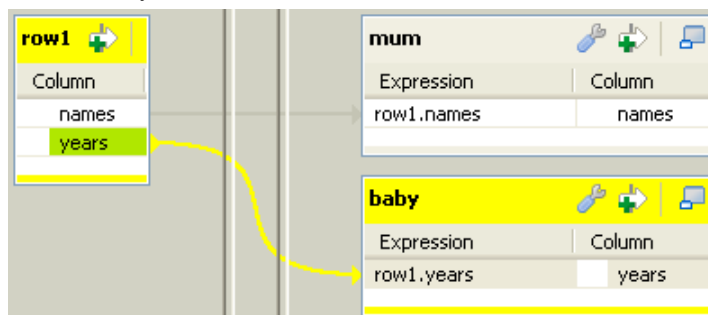 row1
Column
names
years
mum
Expression Column
row1.names names
baby
Expression Column
row1.years years